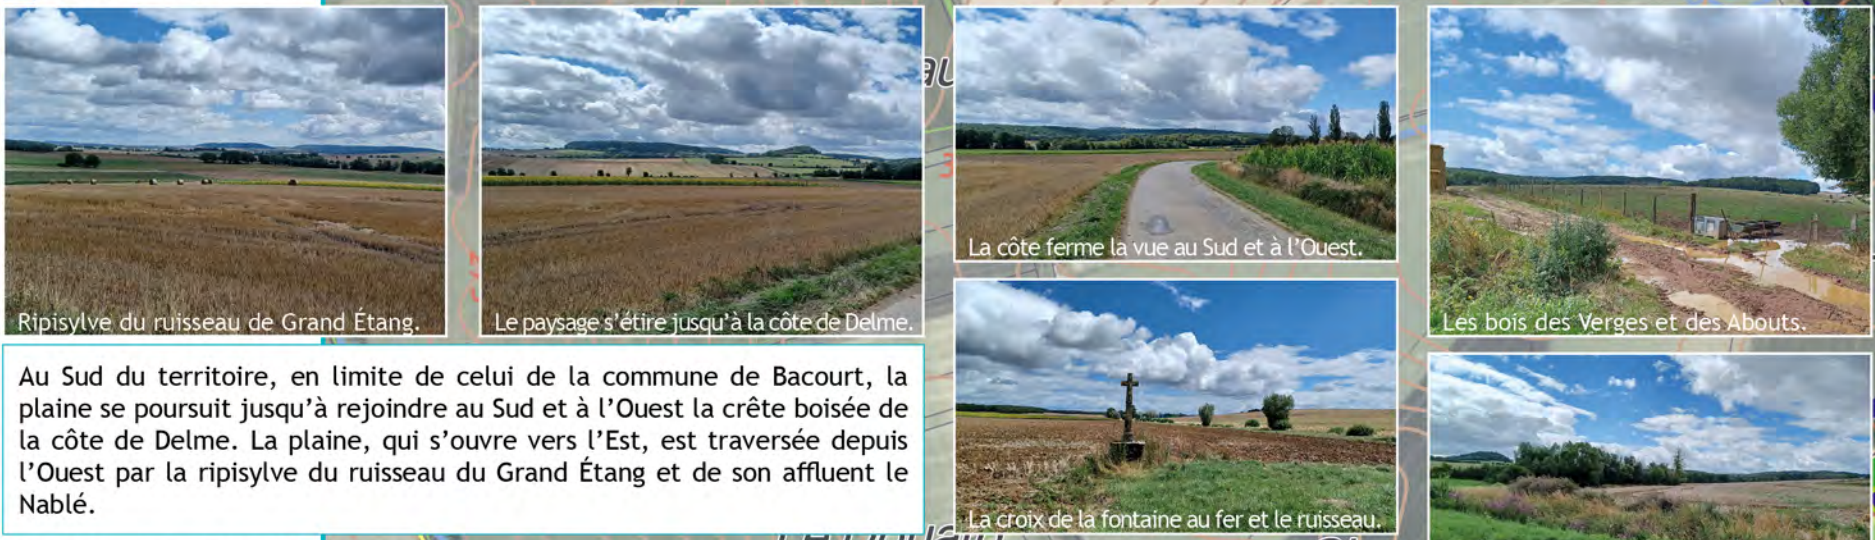 Ripisylve du ruisseau de Grand Étang.
Le paysage s'étire jusqu'à la côte de Delme.
La côte ferme la vue au Sud et à l'Ouest.
Les bois des Verges et des Abouts.
Au Sud du territoire, en limite de celui de la commune de Bacourt, la
plaine se poursuit jusqu'à rejoindre au Sud et à l'Ouest la crête boisée de
la côte de Delme. La plaine, qui s'ouvre vers l'Est, est traversée depuis
l'Ouest par la ripisylve du ruisseau du Grand Étang et de son affluent le
Nablé.
La croix de la fontaine au fer et le ruisseau.